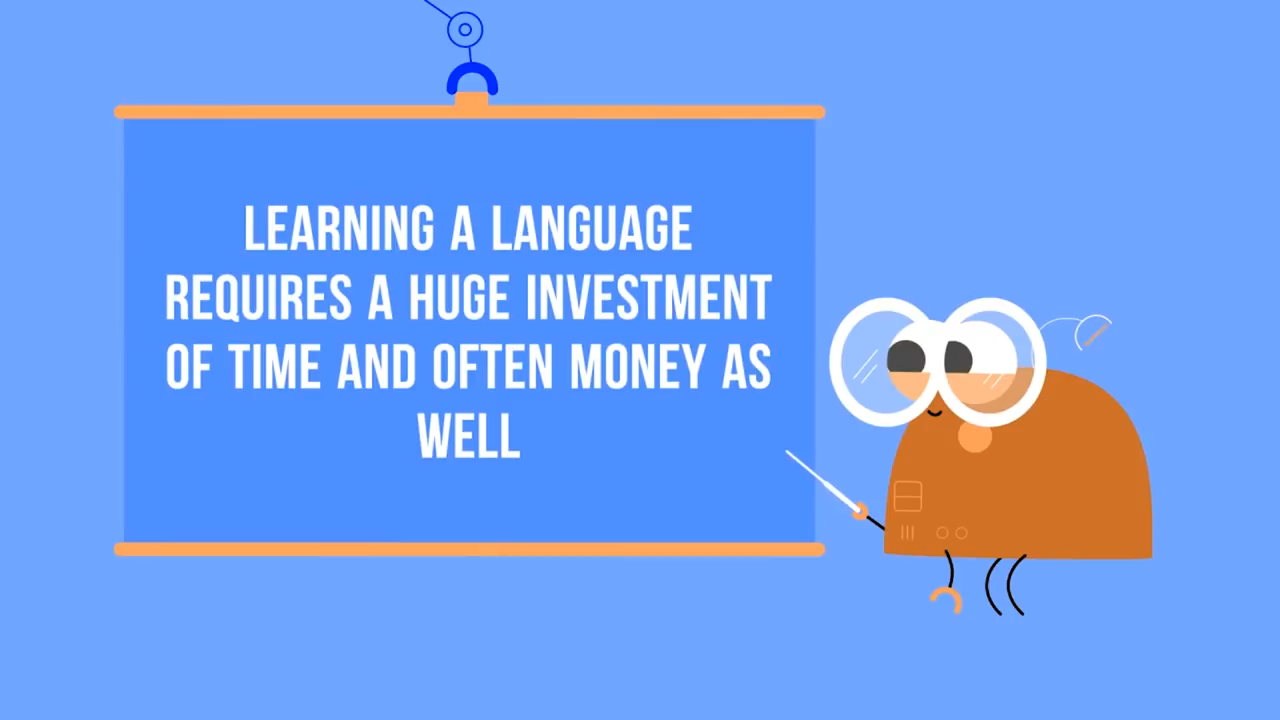 LEARNING A LANGUAGE
REQUIRES A HUGE INVESTMENT
OF TIME AND OFTEN MONEY AS
WELL